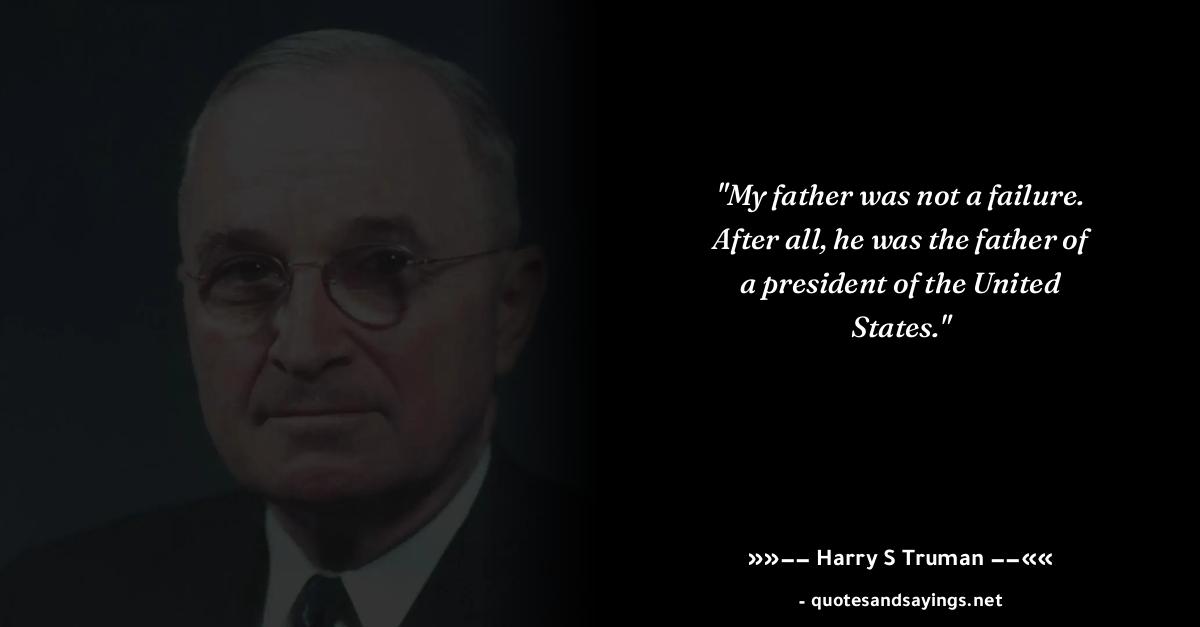 "My father was not a failure.
After all, he was the father of
a president of the United
States."
»»–– Harry S Truman ––««
- quotesandsayings.net